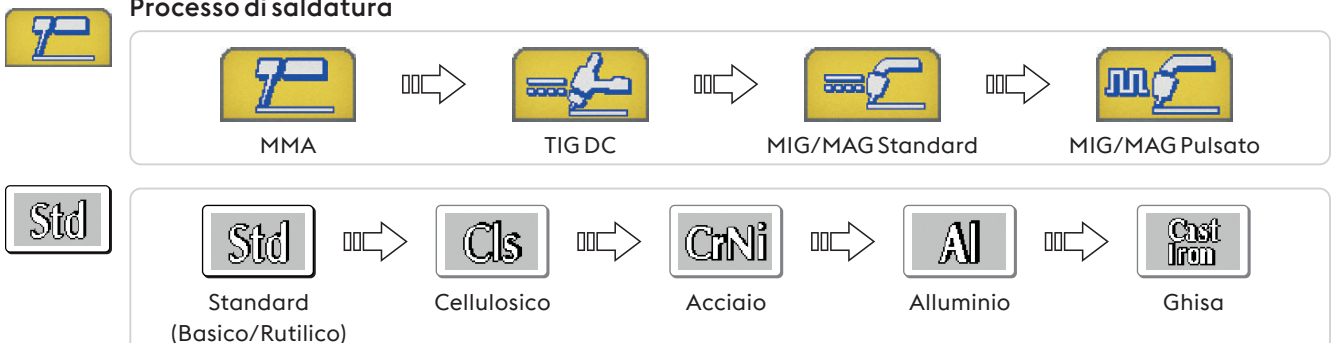 Processo di saldatura
MMA
TIG DC
MIG/MAG Standard
MIG/MAG Pulsato
Std
Std
Cls
CrNi
Al
Cast
Iron
Standard
(Basico/Rutilico)
Cellulosico
Acciaio
Alluminio
Ghisa